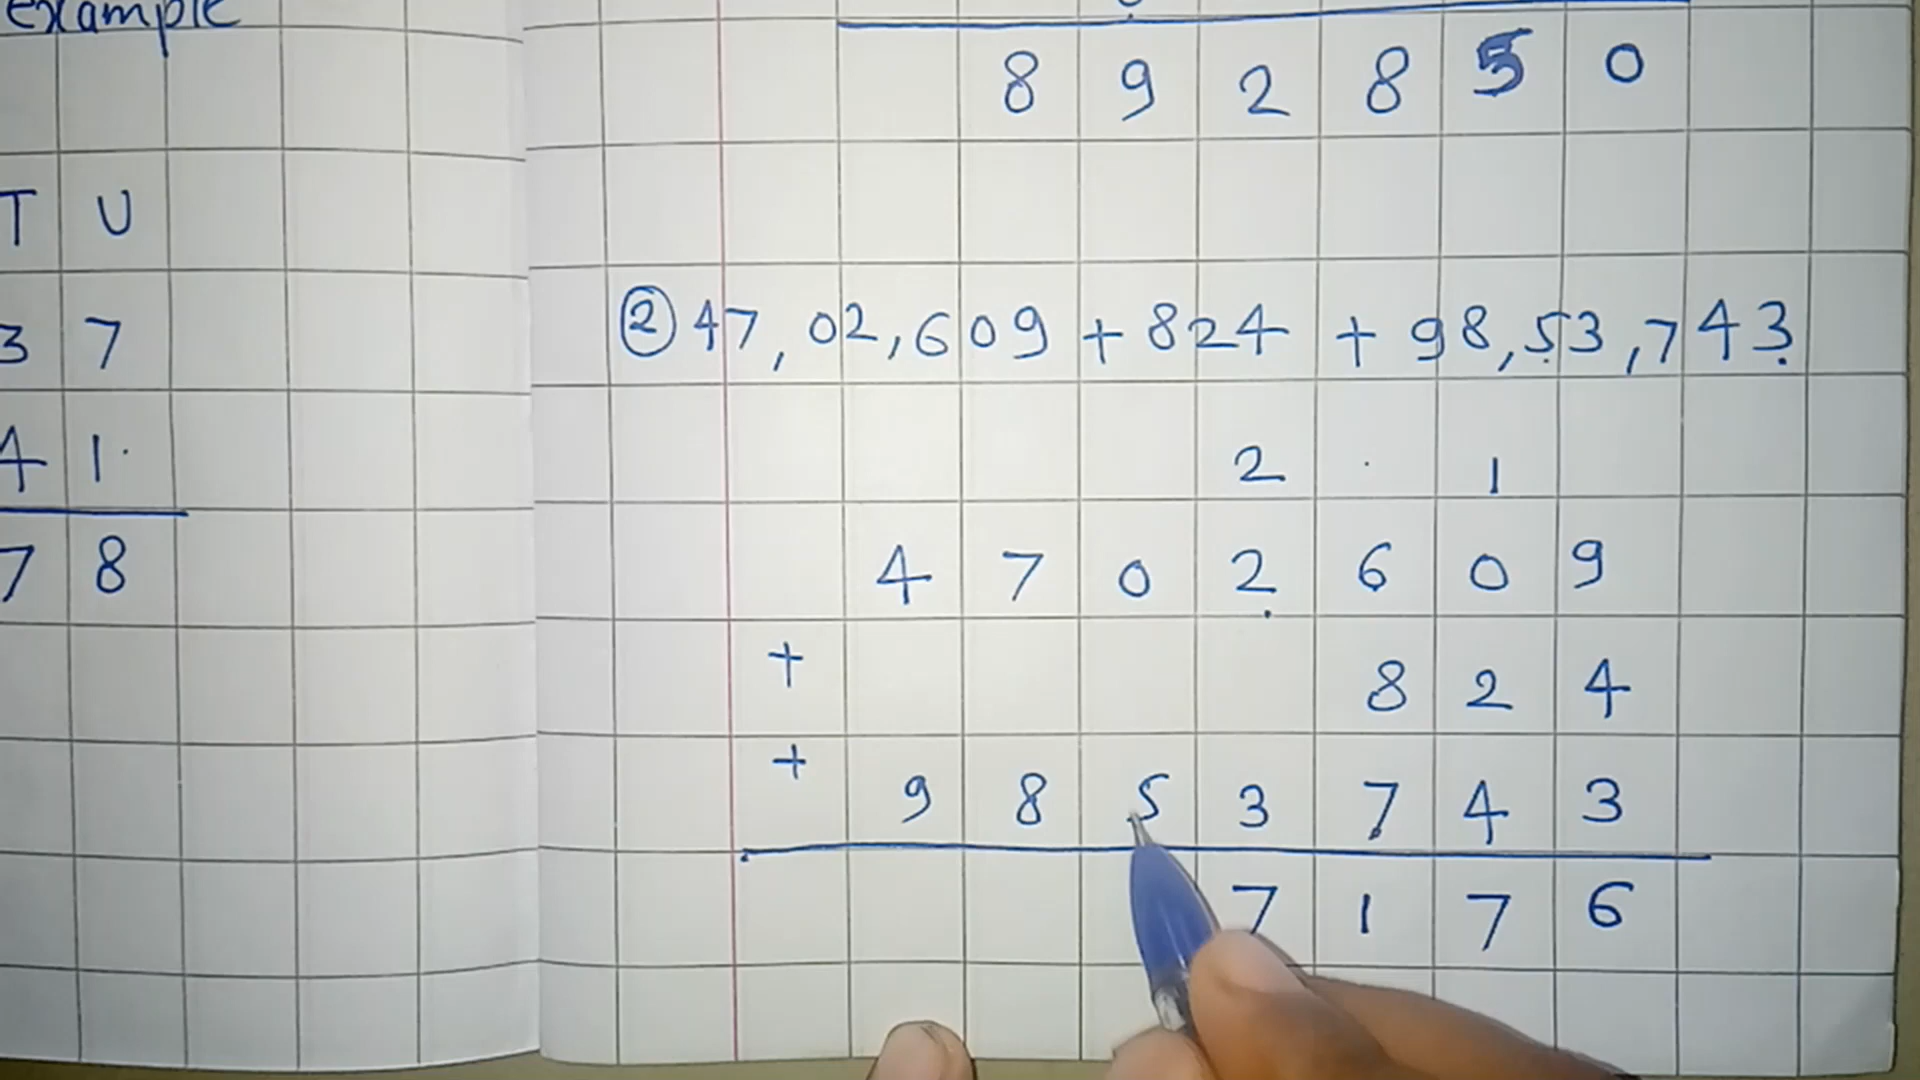 example
T U
3 7
4 1
7 8
8 9 2 8 5 0
② 47,02,609 + 824 + 98,53,743
2 1
4 7 0 2 6 0 9
+ 8 2 4
+ 9 8 5 3 7 4 3
7 1 7 6